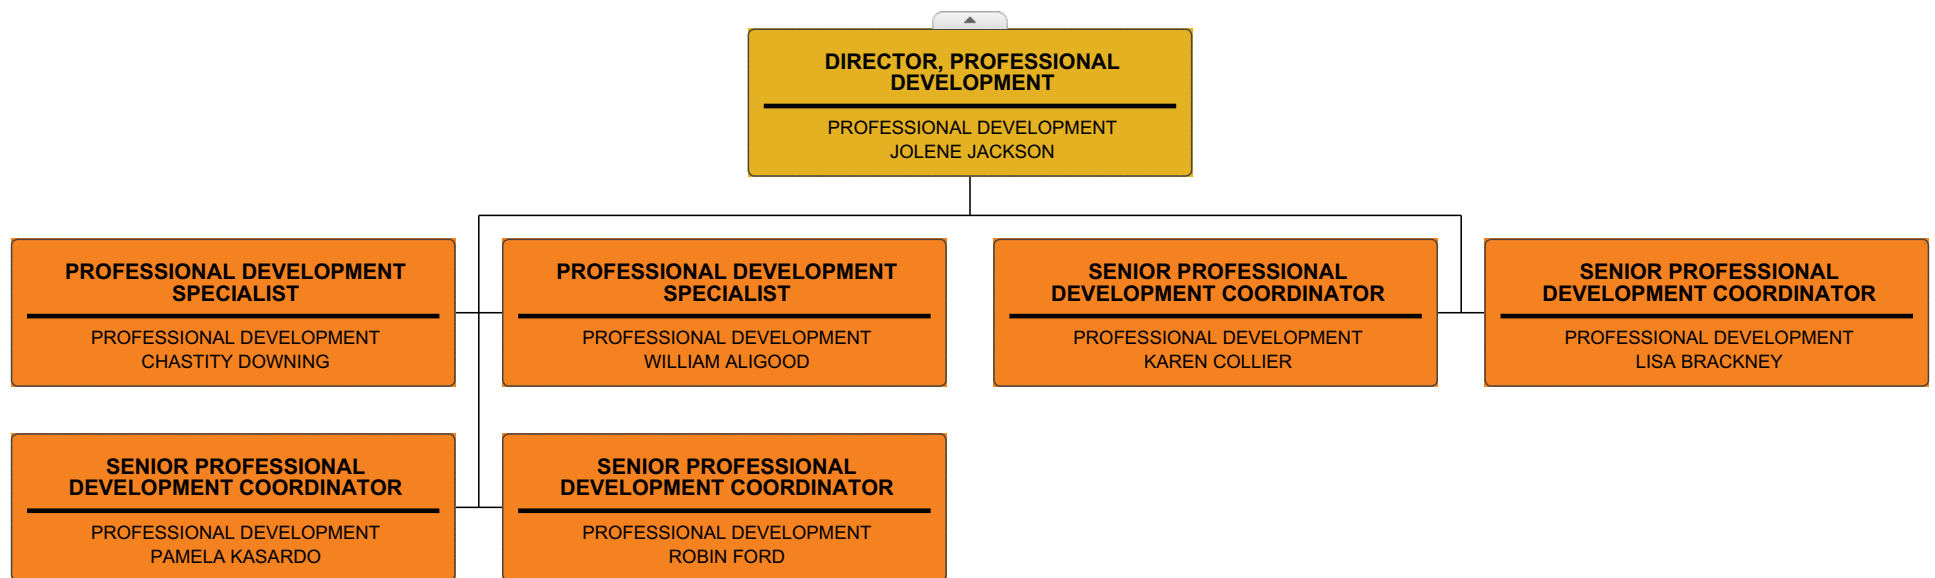 DIRECTOR, PROFESSIONAL
DEVELOPMENT
PROFESSIONAL DEVELOPMENT
JOLENE JACKSON
PROFESSIONAL DEVELOPMENT
SPECIALIST
PROFESSIONAL DEVELOPMENT
CHASTITY DOWNING
PROFESSIONAL DEVELOPMENT
SPECIALIST
PROFESSIONAL DEVELOPMENT
WILLIAM ALIGOOD
SENIOR PROFESSIONAL
DEVELOPMENT COORDINATOR
PROFESSIONAL DEVELOPMENT
KAREN COLLIER
SENIOR PROFESSIONAL
DEVELOPMENT COORDINATOR
PROFESSIONAL DEVELOPMENT
LISA BRACKNEY
SENIOR PROFESSIONAL
DEVELOPMENT COORDINATOR
PROFESSIONAL DEVELOPMENT
PAMELA KASARDO
SENIOR PROFESSIONAL
DEVELOPMENT COORDINATOR
PROFESSIONAL DEVELOPMENT
ROBIN FORD